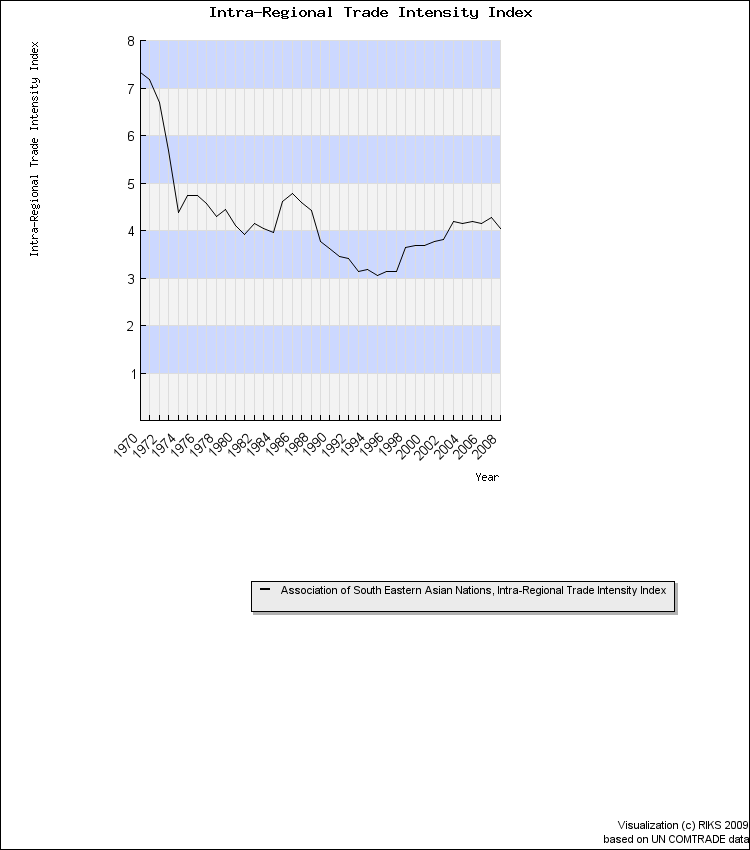 Intra-Regional Trade Intensity Index
Intra-Regional Trade Intensity Index
8
7
6
5
4
3
2
1
1970 1972 1974 1976 1978 1980 1982 1984 1986 1988 1990 1992 1994 1996 1998 2000 2002 2004 2006 2008
Year
Association of South Eastern Asian Nations, Intra-Regional Trade Intensity Index
Visualization (c) RIKS 2009
based on UN COMTRADE data